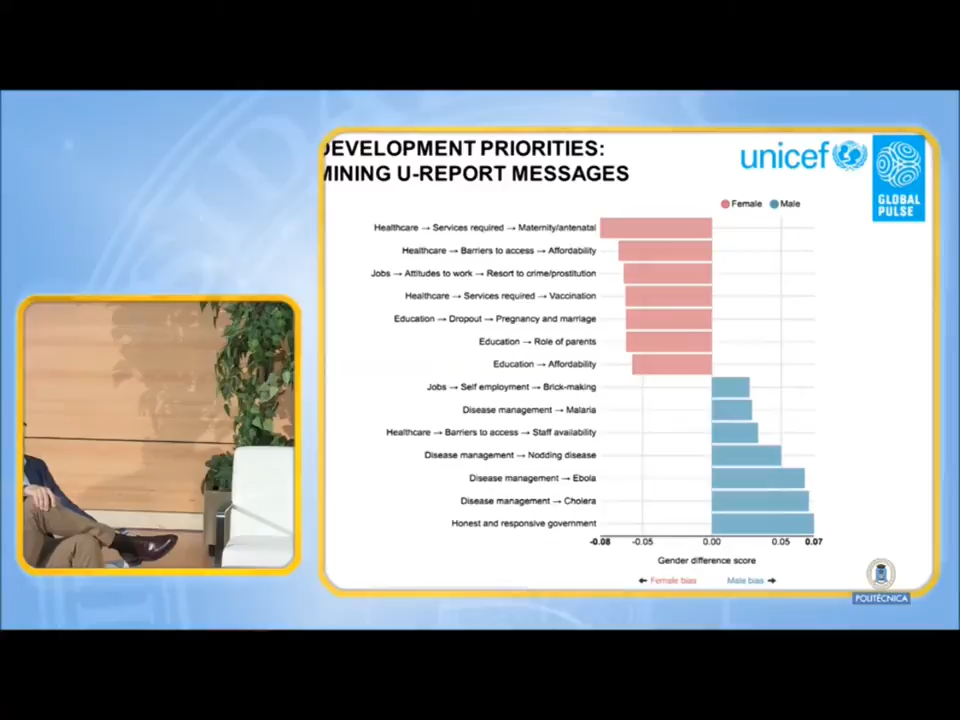 DEVELOPMENT PRIORITIES:
MINING U-REPORT MESSAGES
unicef
GLOBAL
PULSE
Female Male
Healthcare → Services required → Maternity/antenatal
Healthcare → Barriers to access → Affordability
Jobs → Attitudes to work → Resort to crime/prostitution
Healthcare → Services required → Vaccination
Education → Dropout → Pregnancy and marriage
Education → Role of parents
Education → Affordability
Jobs → Self employment → Brick-making
Disease management → Malaria
Healthcare → Barriers to access → Staff availability
Disease management → Nodding disease
Disease management → Ebola
Disease management → Cholera
Honest and responsive government
-0.08 -0.05 0.00 0.05 0.07
Gender difference score
← Female bias Male bias →
POLITÉCNICA